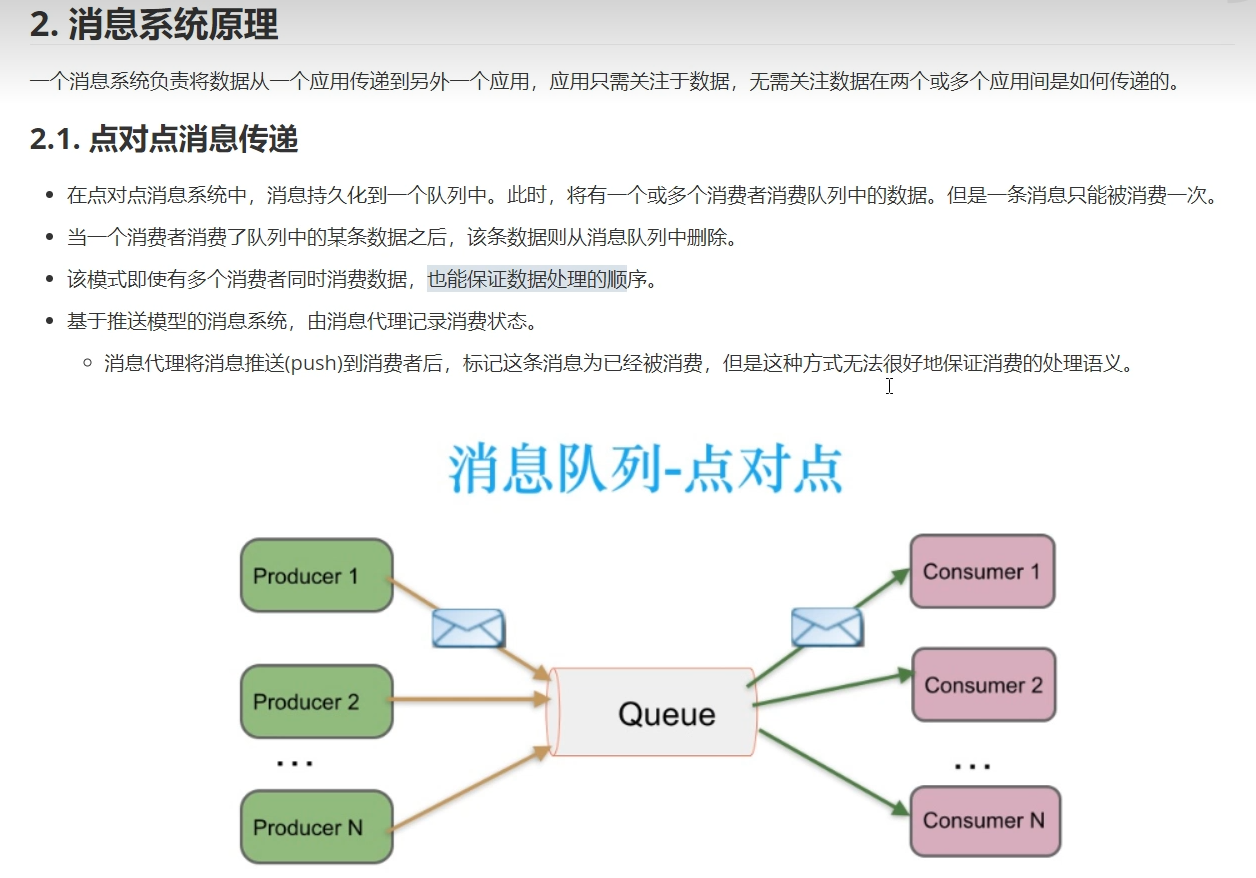 2. 消息系统原理
一个消息系统负责将数据从一个应用传递到另外一个应用，应用只需关注于数据，无需关注数据在两个或多个应用间是如何传递的。
2.1. 点对点消息传递
• 在点对点消息系统中，消息持久化到一个队列中。此时，将有一个或多个消费者消费队列中的数据。但是一条消息只能被消费一次。
• 当一个消费者消费了队列中的某条数据之后，该条数据则从消息队列中删除。
• 该模式即使有多个消费者同时消费数据，也能保证数据处理的顺序。
• 基于推送模型的消息系统，由消息代理记录消费状态。
○ 消息代理将消息推送(push)到消费者后，标记这条消息为已经被消费，但是这种方式无法很好地保证消费的处理语义。
消息队列-点对点
Producer 1
Consumer 1
Producer 2
Queue
Consumer 2
...
...
Producer N
Consumer N